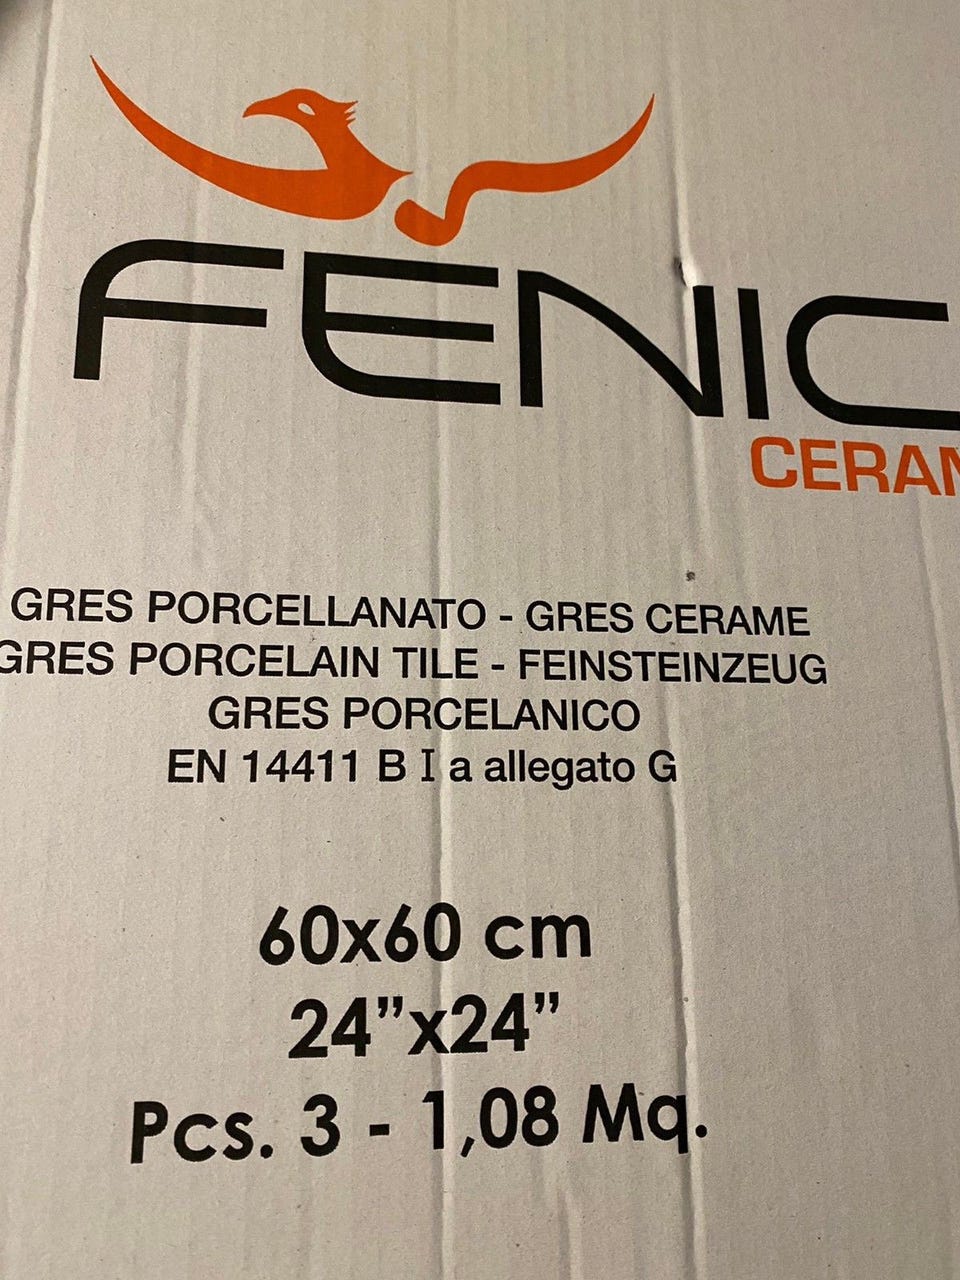 FENIC
CERAM
GRES PORCELLANATO - GRES CERAME
GRES PORCELAIN TILE - FEINSTEINZEUG
GRES PORCELANICO
EN 14411 B I a allegato G
60x60 cm
24”x24”
Pcs. 3 - 1,08 Mq.